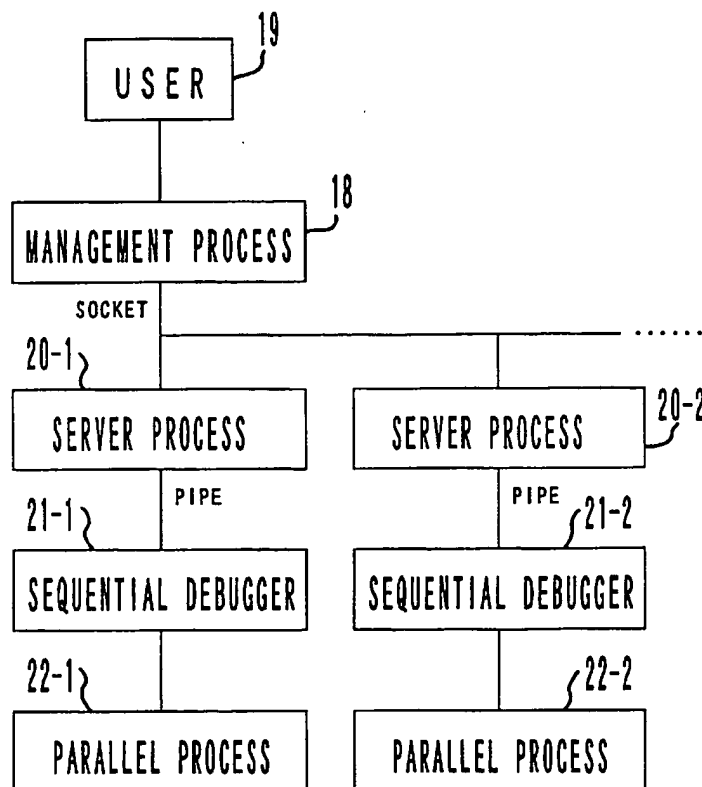 19
USER
18
MANAGEMENT PROCESS
SOCKET
......
20-1
SERVER PROCESS
SERVER PROCESS
20-2
PIPE
PIPE
21-1
21-2
SEQUENTIAL DEBUGGER
SEQUENTIAL DEBUGGER
22-1
22-2
PARALLEL PROCESS
PARALLEL PROCESS